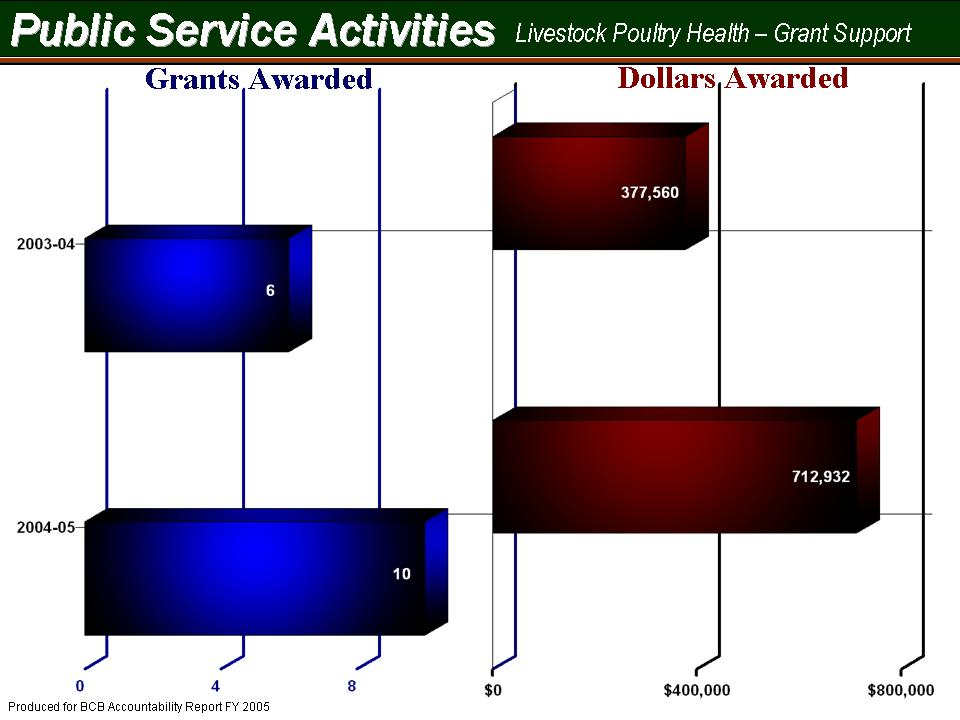 Public Service Activities Livestock Poultry Health – Grant Support
Grants Awarded
Dollars Awarded
377,560
2003-04
6
712,932
2004-05
10
0 4 8
$0 $400,000 $800,000
Produced for BCB Accountability Report FY 2005